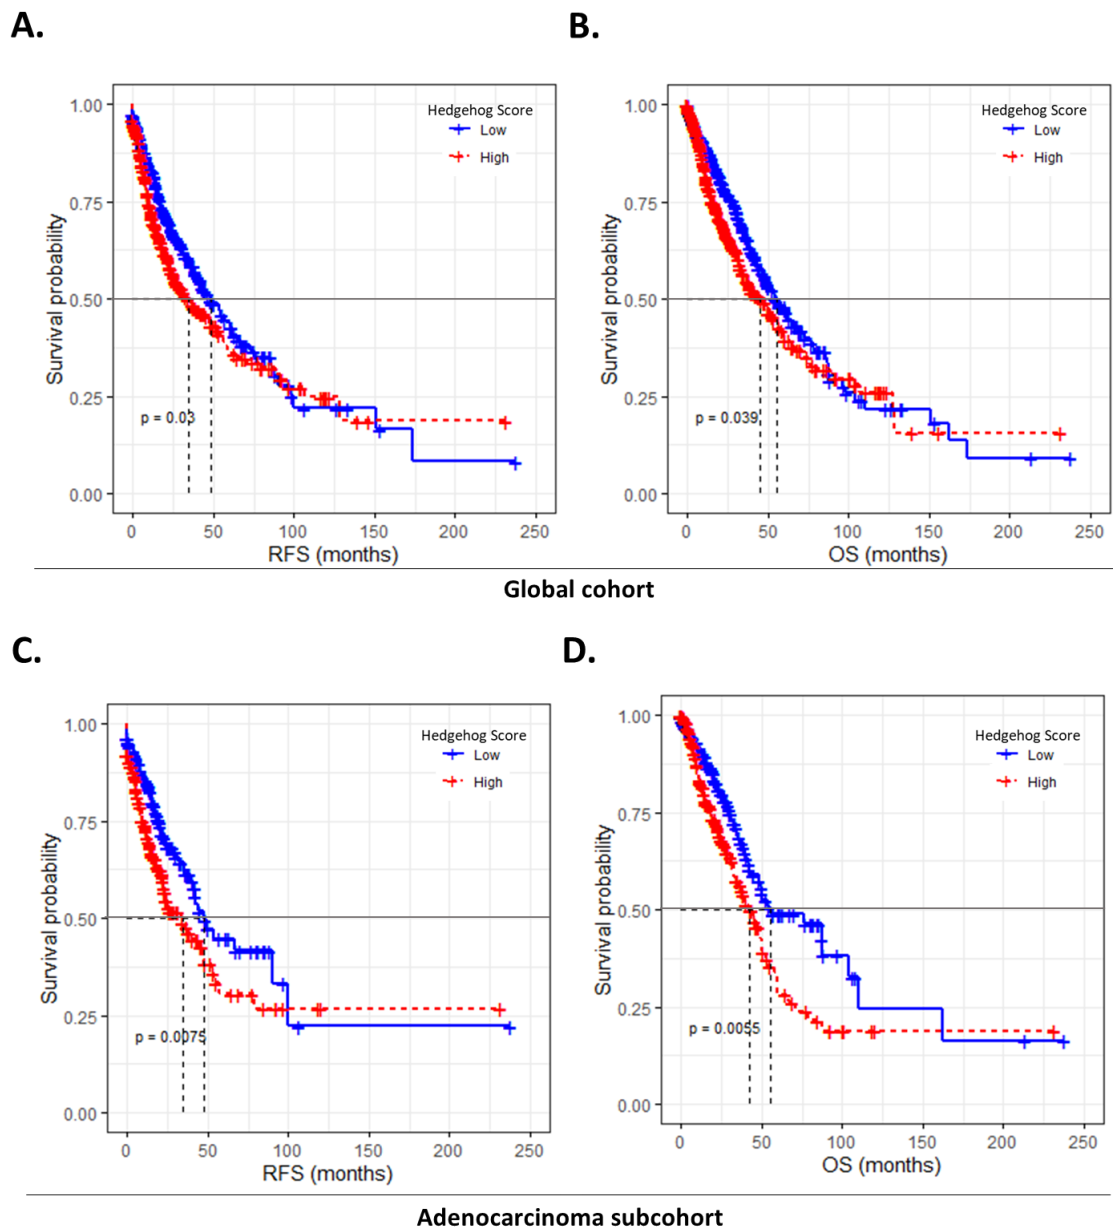 A.
B.
Survival probability
1.00
0.75
0.50
0.25
0.00
Hedgehog Score
Low
High
p = 0.03
0 50 100 150 200 250
RFS (months)
Survival probability
1.00
0.75
0.50
0.25
0.00
Hedgehog Score
Low
High
p = 0.039
0 50 100 150 200 250
OS (months)
Global cohort
C.
D.
Survival probability
1.00
0.75
0.50
0.25
0.00
Hedgehog Score
Low
High
p = 0.0075
0 50 100 150 200 250
RFS (months)
Survival probability
1.00
0.75
0.50
0.25
0.00
Hedgehog Score
Low
High
p = 0.0055
0 50 100 150 200 250
OS (months)
Adenocarcinoma subcohort